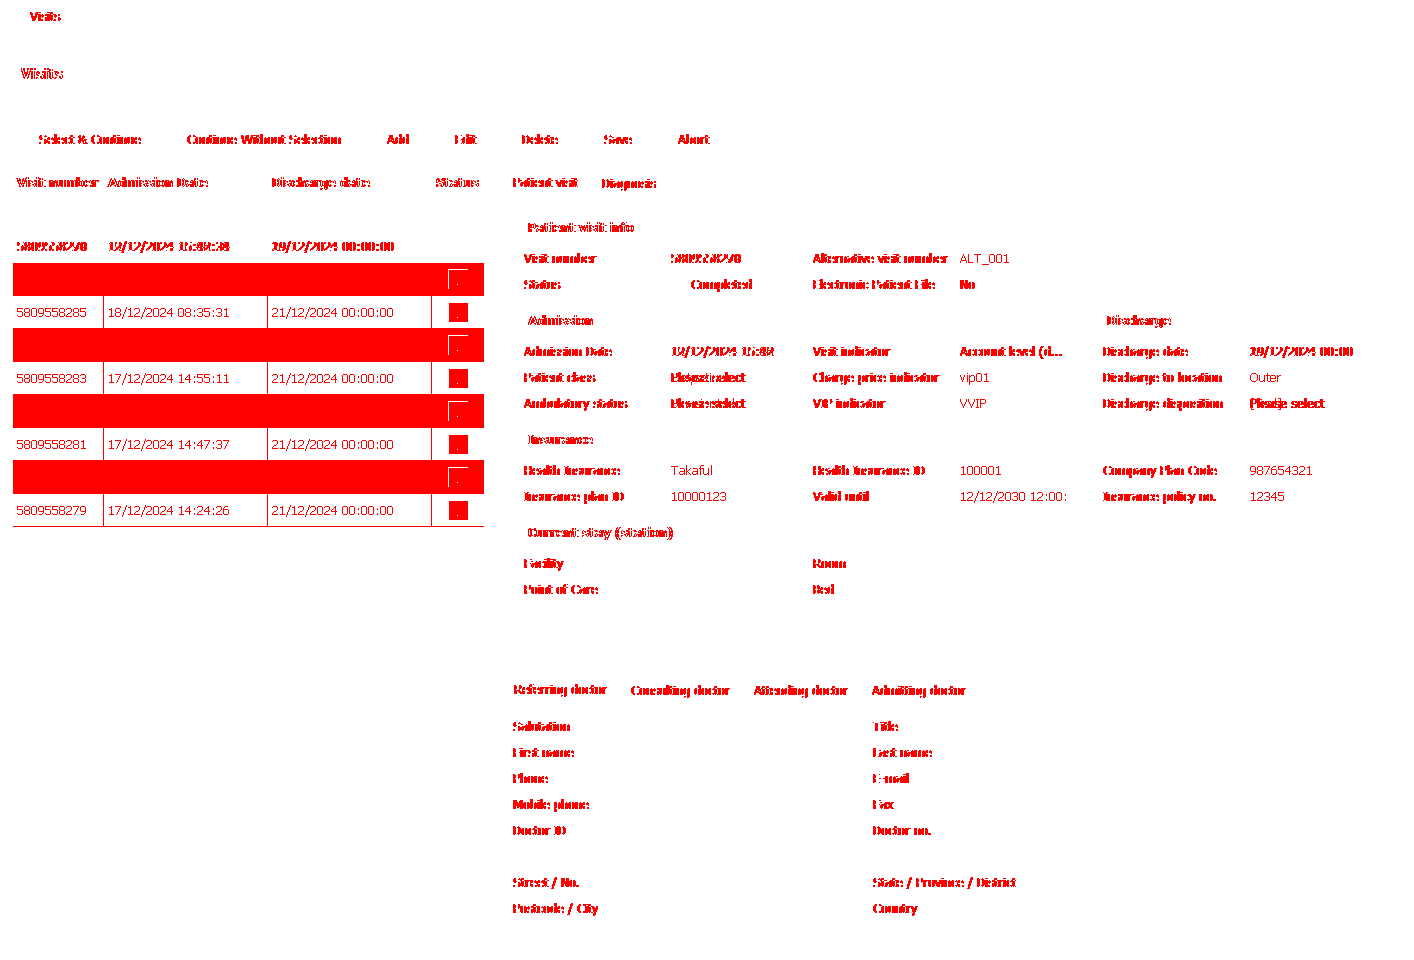 Visits
Visits
Select & Continue Continue Without Selection Add Edit Delete Save Abort
Visit number Admission Date Discharge date Status Patient visit Diagnosis
Patient visit info
12/12/2024 19/12/2024 00:00:00
Visit number Alternative visit number ALT_001
Status Completed Electronic Patient File No
5809558285 18/12/2024 08:35:31 21/12/2024 00:00:00
Admission Discharge
Admission Date 12/12/2024 Visit indicator Account level (d... Discharge date 19/12/2024 00:00
5809558283 17/12/2024 14:55:11 21/12/2024 00:00:00
Patient class Please select Charge price indicator vip01 Discharge to location Outer
Ambulatory status Please select VIP indicator VVIP Discharge disposition Please select
Insurance
5809558281 17/12/2024 14:47:37 21/12/2024 00:00:00
Health Insurance Takaful Health Insurance ID 100001 Company Plan Code 987654321
Insurance plan ID 10000123 Valid until 12/12/2030 12:00: Insurance policy no. 12345
5809558279 17/12/2024 14:24:26 21/12/2024 00:00:00
Current stay (station)
Facility Room
Point of Care Bed
Referring doctor Consulting doctor Attending doctor Admitting doctor
Salutation Title
First name Last name
Phone E-mail
Mobile phone Fax
Doctor ID Doctor no.
Street / No. State / Province / District
Postcode / City Country